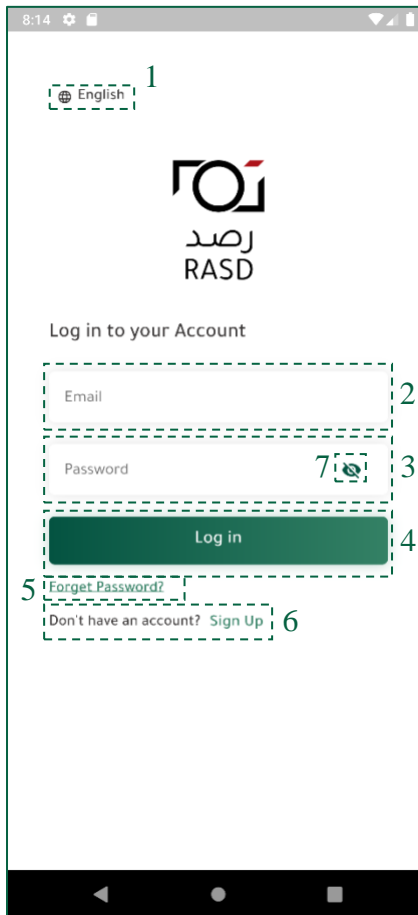 8:14
1
English
رصد
RASD
Log in to your Account
Email 2
Password 7 3
Log in 4
5 Forget Password?
Don't have an account? Sign Up 6